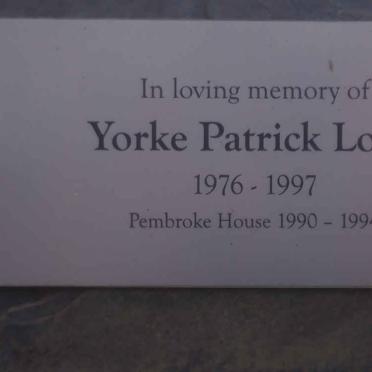 In loving memory of
Yorke Patrick Lo
1976 - 1997
Pembroke House 1990 - 1994